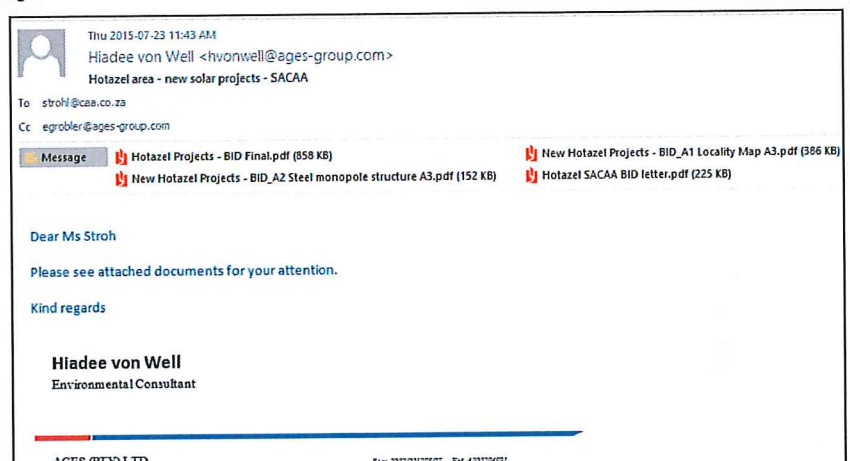 Thu 2015-07-23 11:43 AM
Hiadee von Well <hvonwell@ages-group.com>
Hotazel area - new solar projects - SACAA
To strohl@caa.co.za
Cc egrobler@ages-group.com
Message Hotazel Projects - BID Final.pdf (858 KB) New Hotazel Projects - BID_A1 Locality Map A3.pdf (386 KB)
New Hotazel Projects - BID_A2 Steel monopole structure A3.pdf (152 KB) Hotazel SACAA BID letter.pdf (225 KB)
Dear Ms Stroh
Please see attached documents for your attention.
Kind regards
Hiadee von Well
Environmental Consultant
AGES (PTY) LTD